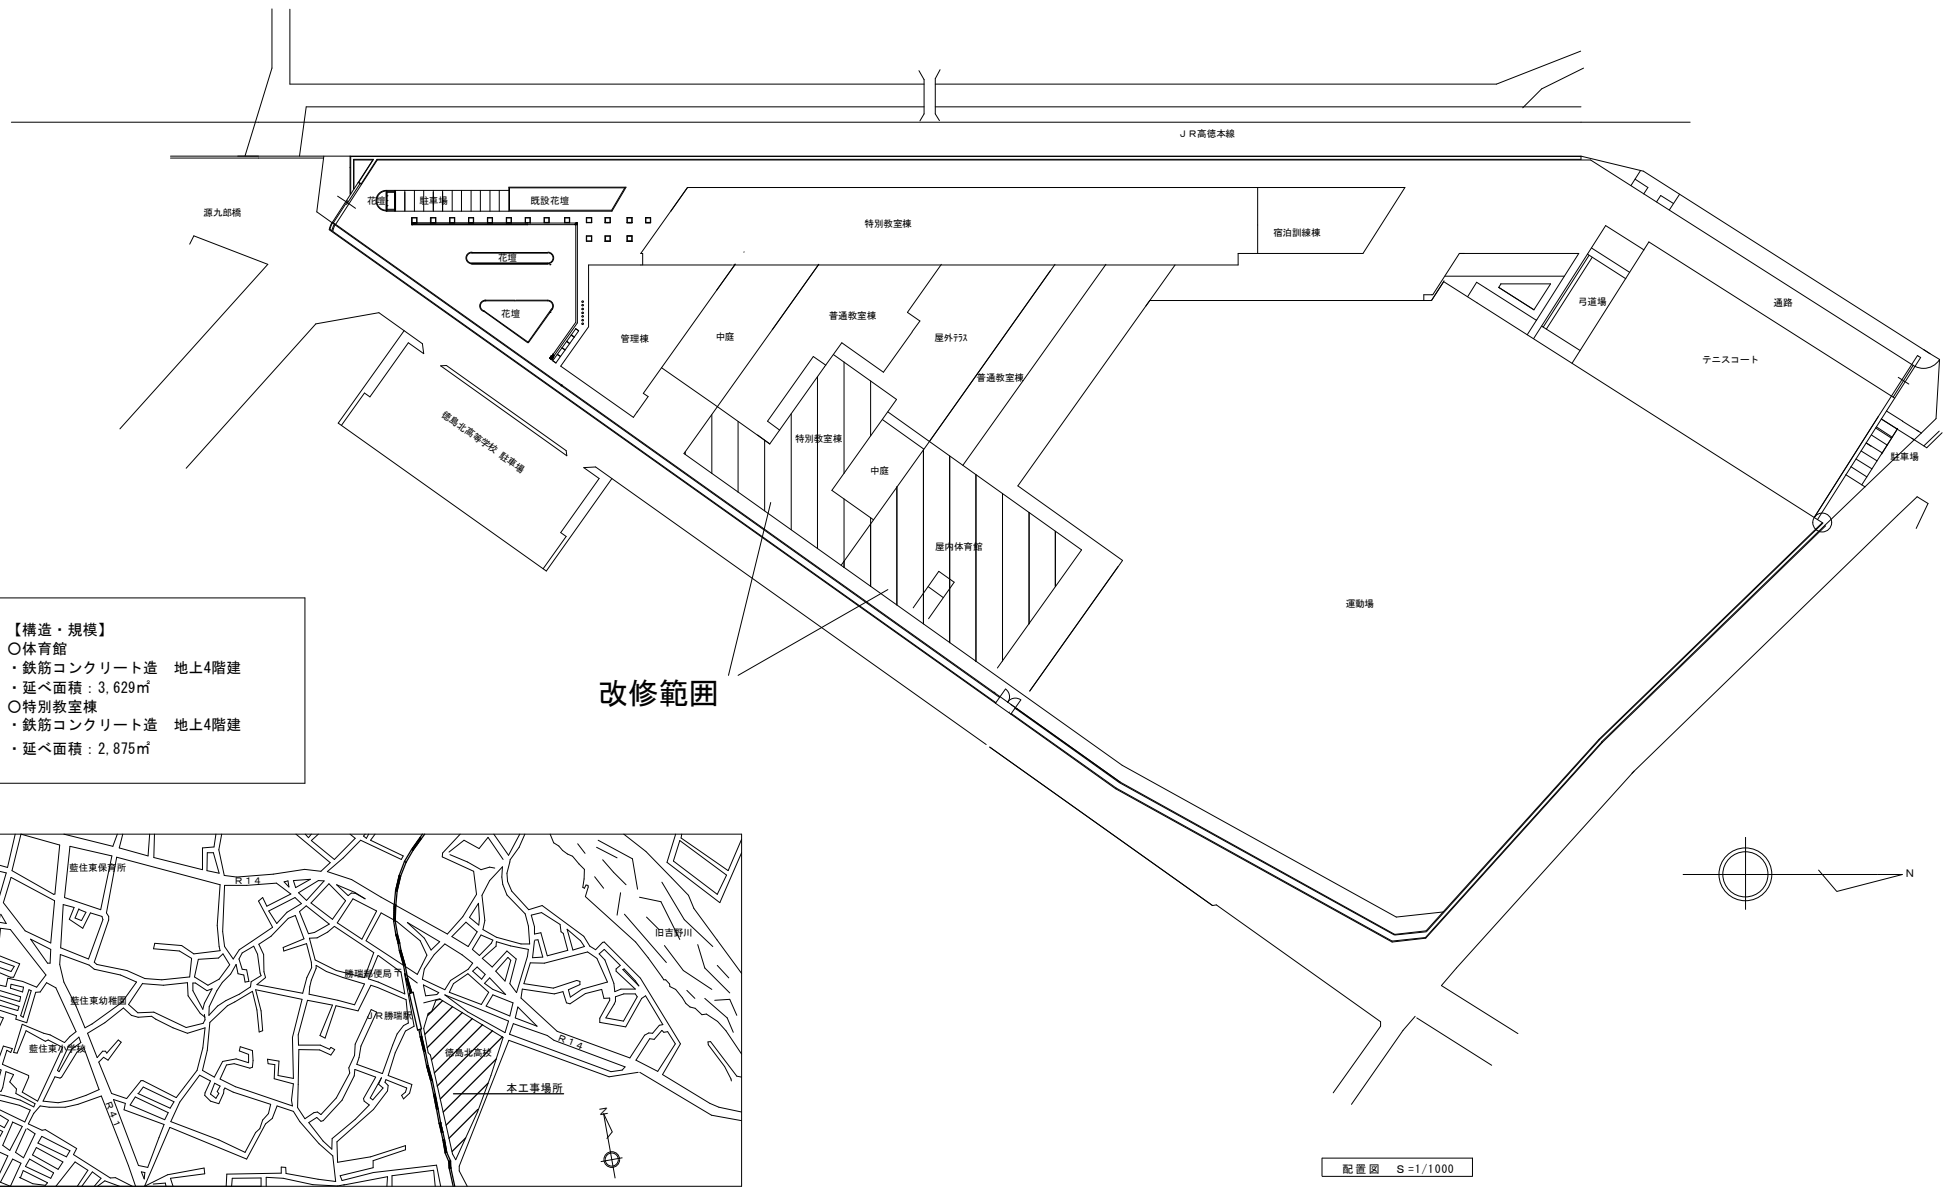 JR高徳本線
源九郎橋
花壇
駐車場
既設花壇
特別教室棟
宿泊訓練棟
花壇
花壇
管理棟
中庭
普通教室棟
屋外テラス
普通教室棟
弓道場
通路
テニスコート
駐車場
徳島北高等学校 駐車場
特別教室棟
中庭
屋内体育館
運動場
改修範囲
【構造・規模】
○体育館
・鉄筋コンクリート造 地上4階建
・延べ面積：3,629㎡
○特別教室棟
・鉄筋コンクリート造 地上4階建
・延べ面積：2,875㎡
N
藍住東保育所
R14
旧吉野川
勝瑞郵便局〒
藍住東幼稚園
JR勝瑞駅
藍住東小学校
徳島北高校
R14
本工事場所
R41
N
配置図 S=1/1000